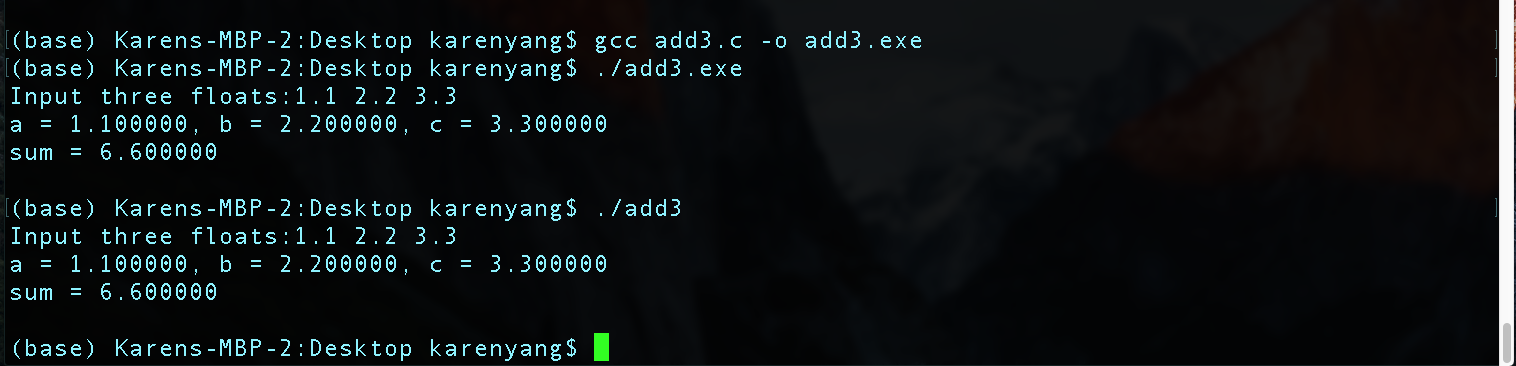 (base) Karens-MBP-2:Desktop karenyang$ gcc add3.c -o add3.exe
(base) Karens-MBP-2:Desktop karenyang$ ./add3.exe
Input three floats:1.1 2.2 3.3
a = 1.100000, b = 2.200000, c = 3.300000
sum = 6.600000
(base) Karens-MBP-2:Desktop karenyang$ ./add3
Input three floats:1.1 2.2 3.3
a = 1.100000, b = 2.200000, c = 3.300000
sum = 6.600000
(base) Karens-MBP-2:Desktop karenyang$